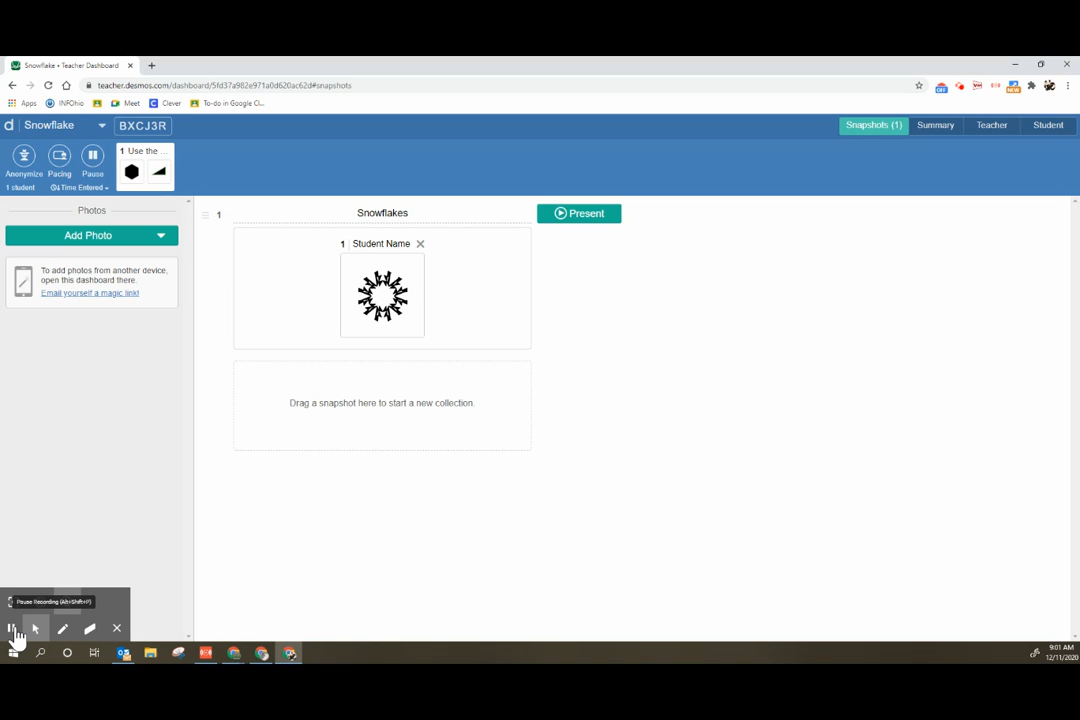 Snowflake • Teacher Dashboard
teacher.desmos.com/dashboard/5fd37a982e971a0d620ac62d#snapshots
Apps INFOhio Meet Clever To-do in Google Cl...
OFF NEW
d Snowflake BXCJ3R Snapshots (1) Summary Teacher Student
1 Use the ...
Anonymize Pacing Pause
1 student Time Entered
Photos
1 Snowflakes Present
Add Photo
1 Student Name
To add photos from another device,
open this dashboard there.
Email yourself a magic link!
Drag a snapshot here to start a new collection.
Pause Recording (Alt+Shift+P)
9:01 AM
12/11/2020